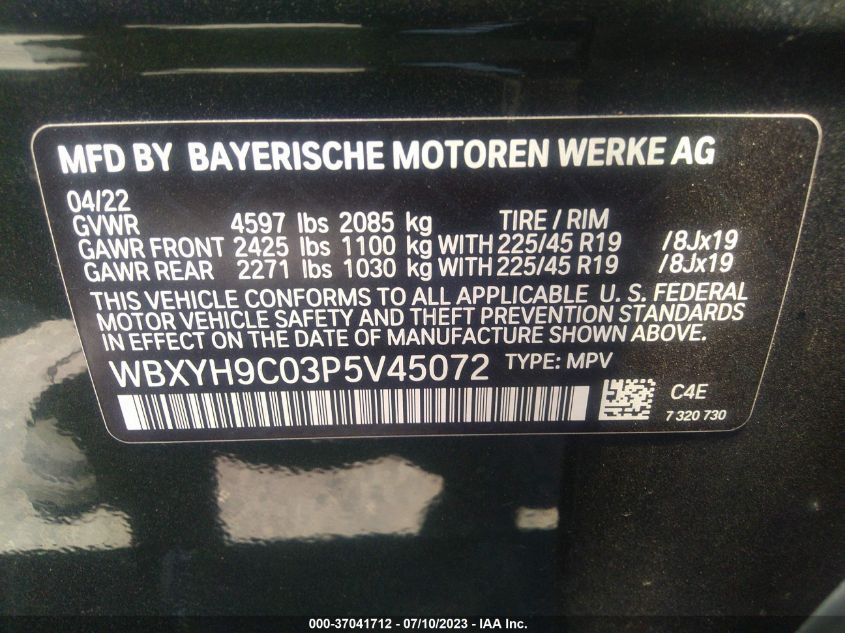 MFD BY BAYERISCHE MOTOREN WERKE AG
04/22
GVWR 4597 lbs 2085 kg TIRE / RIM
GAWR FRONT 2425 lbs 1100 kg WITH 225/45 R19 /8Jx19
GAWR REAR 2271 lbs 1030 kg WITH 225/45 R19 /8Jx19
THIS VEHICLE CONFORMS TO ALL APPLICABLE U. S. FEDERAL
MOTOR VEHICLE SAFETY AND THEFT PREVENTION STANDARDS
IN EFFECT ON THE DATE OF MANUFACTURE SHOWN ABOVE.
WBXYH9C03P5V45072 TYPE: MPV
C4E
7 320 730
000-37041712 - 07/10/2023 - IAA Inc.